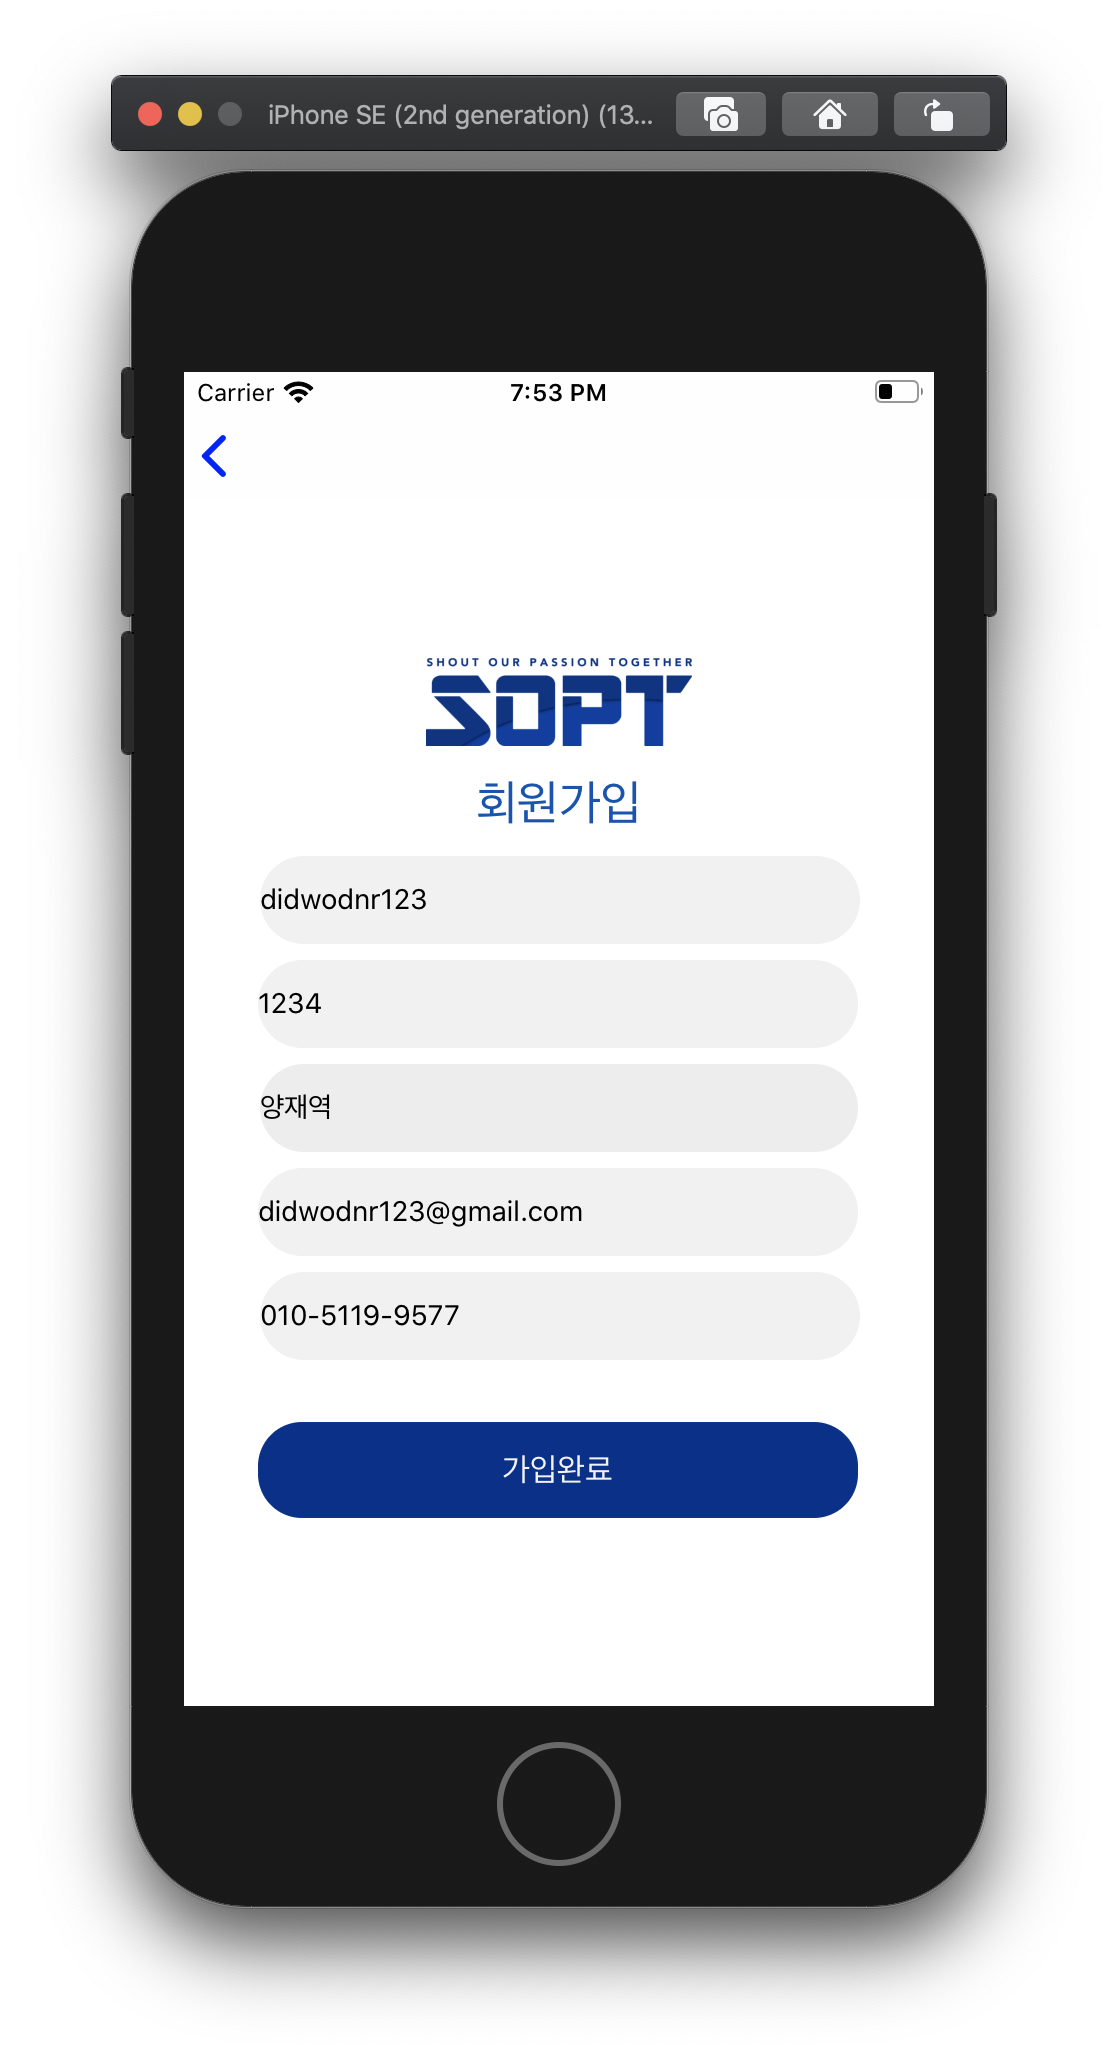 iPhone SE (2nd generation) (13...
Carrier
7:53 PM
SHOUT OUR PASSION TOGETHER
SOPT
회원가입
didwodnr123
1234
양재역
didwodnr123@gmail.com
010-5119-9577
가입완료